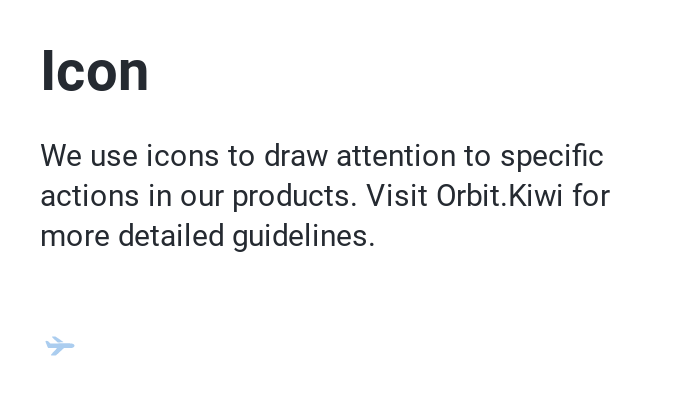 Icon
We use icons to draw attention to specific
actions in our products. Visit Orbit.Kiwi for
more detailed guidelines.